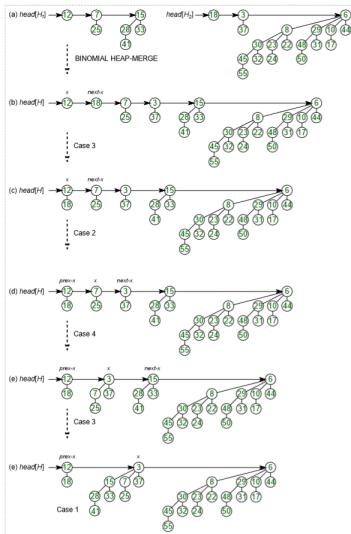 (a) head[H₁] 12 7 15 head[H₂] 18 3 6
25 28 33 37 8 29 10 44
41 30 23 22 48 31 17
45 32 24 50
55
BINOMIAL HEAP-MERGE
x next-x
(b) head[H] 12 18 7 3 15 6
25 37 28 33 8 29 10 44
41 30 23 22 48 31 17
45 32 24 50
55
Case 3
x next-x
(c) head[H] 12 7 3 15 6
18 25 37 28 33 8 29 10 44
41 30 23 22 48 31 17
45 32 24 50
55
Case 2
prex-x x next-x
(d) head[H] 12 7 3 15 6
18 25 37 28 33 8 29 10 44
41 30 23 22 48 31 17
45 32 24 50
55
Case 4
prex-x x next-x
(e) head[H] 12 3 15 6
18 7 37 28 33 8 29 10 44
25 41 30 23 22 48 31 17
45 32 24 50
55
Case 3
prex-x x
(e) head[H] 12 3 6
18 15 7 37 8 29 10 44
28 33 25 30 23 22 48 31 17
41 45 32 24 50
55
Case 1